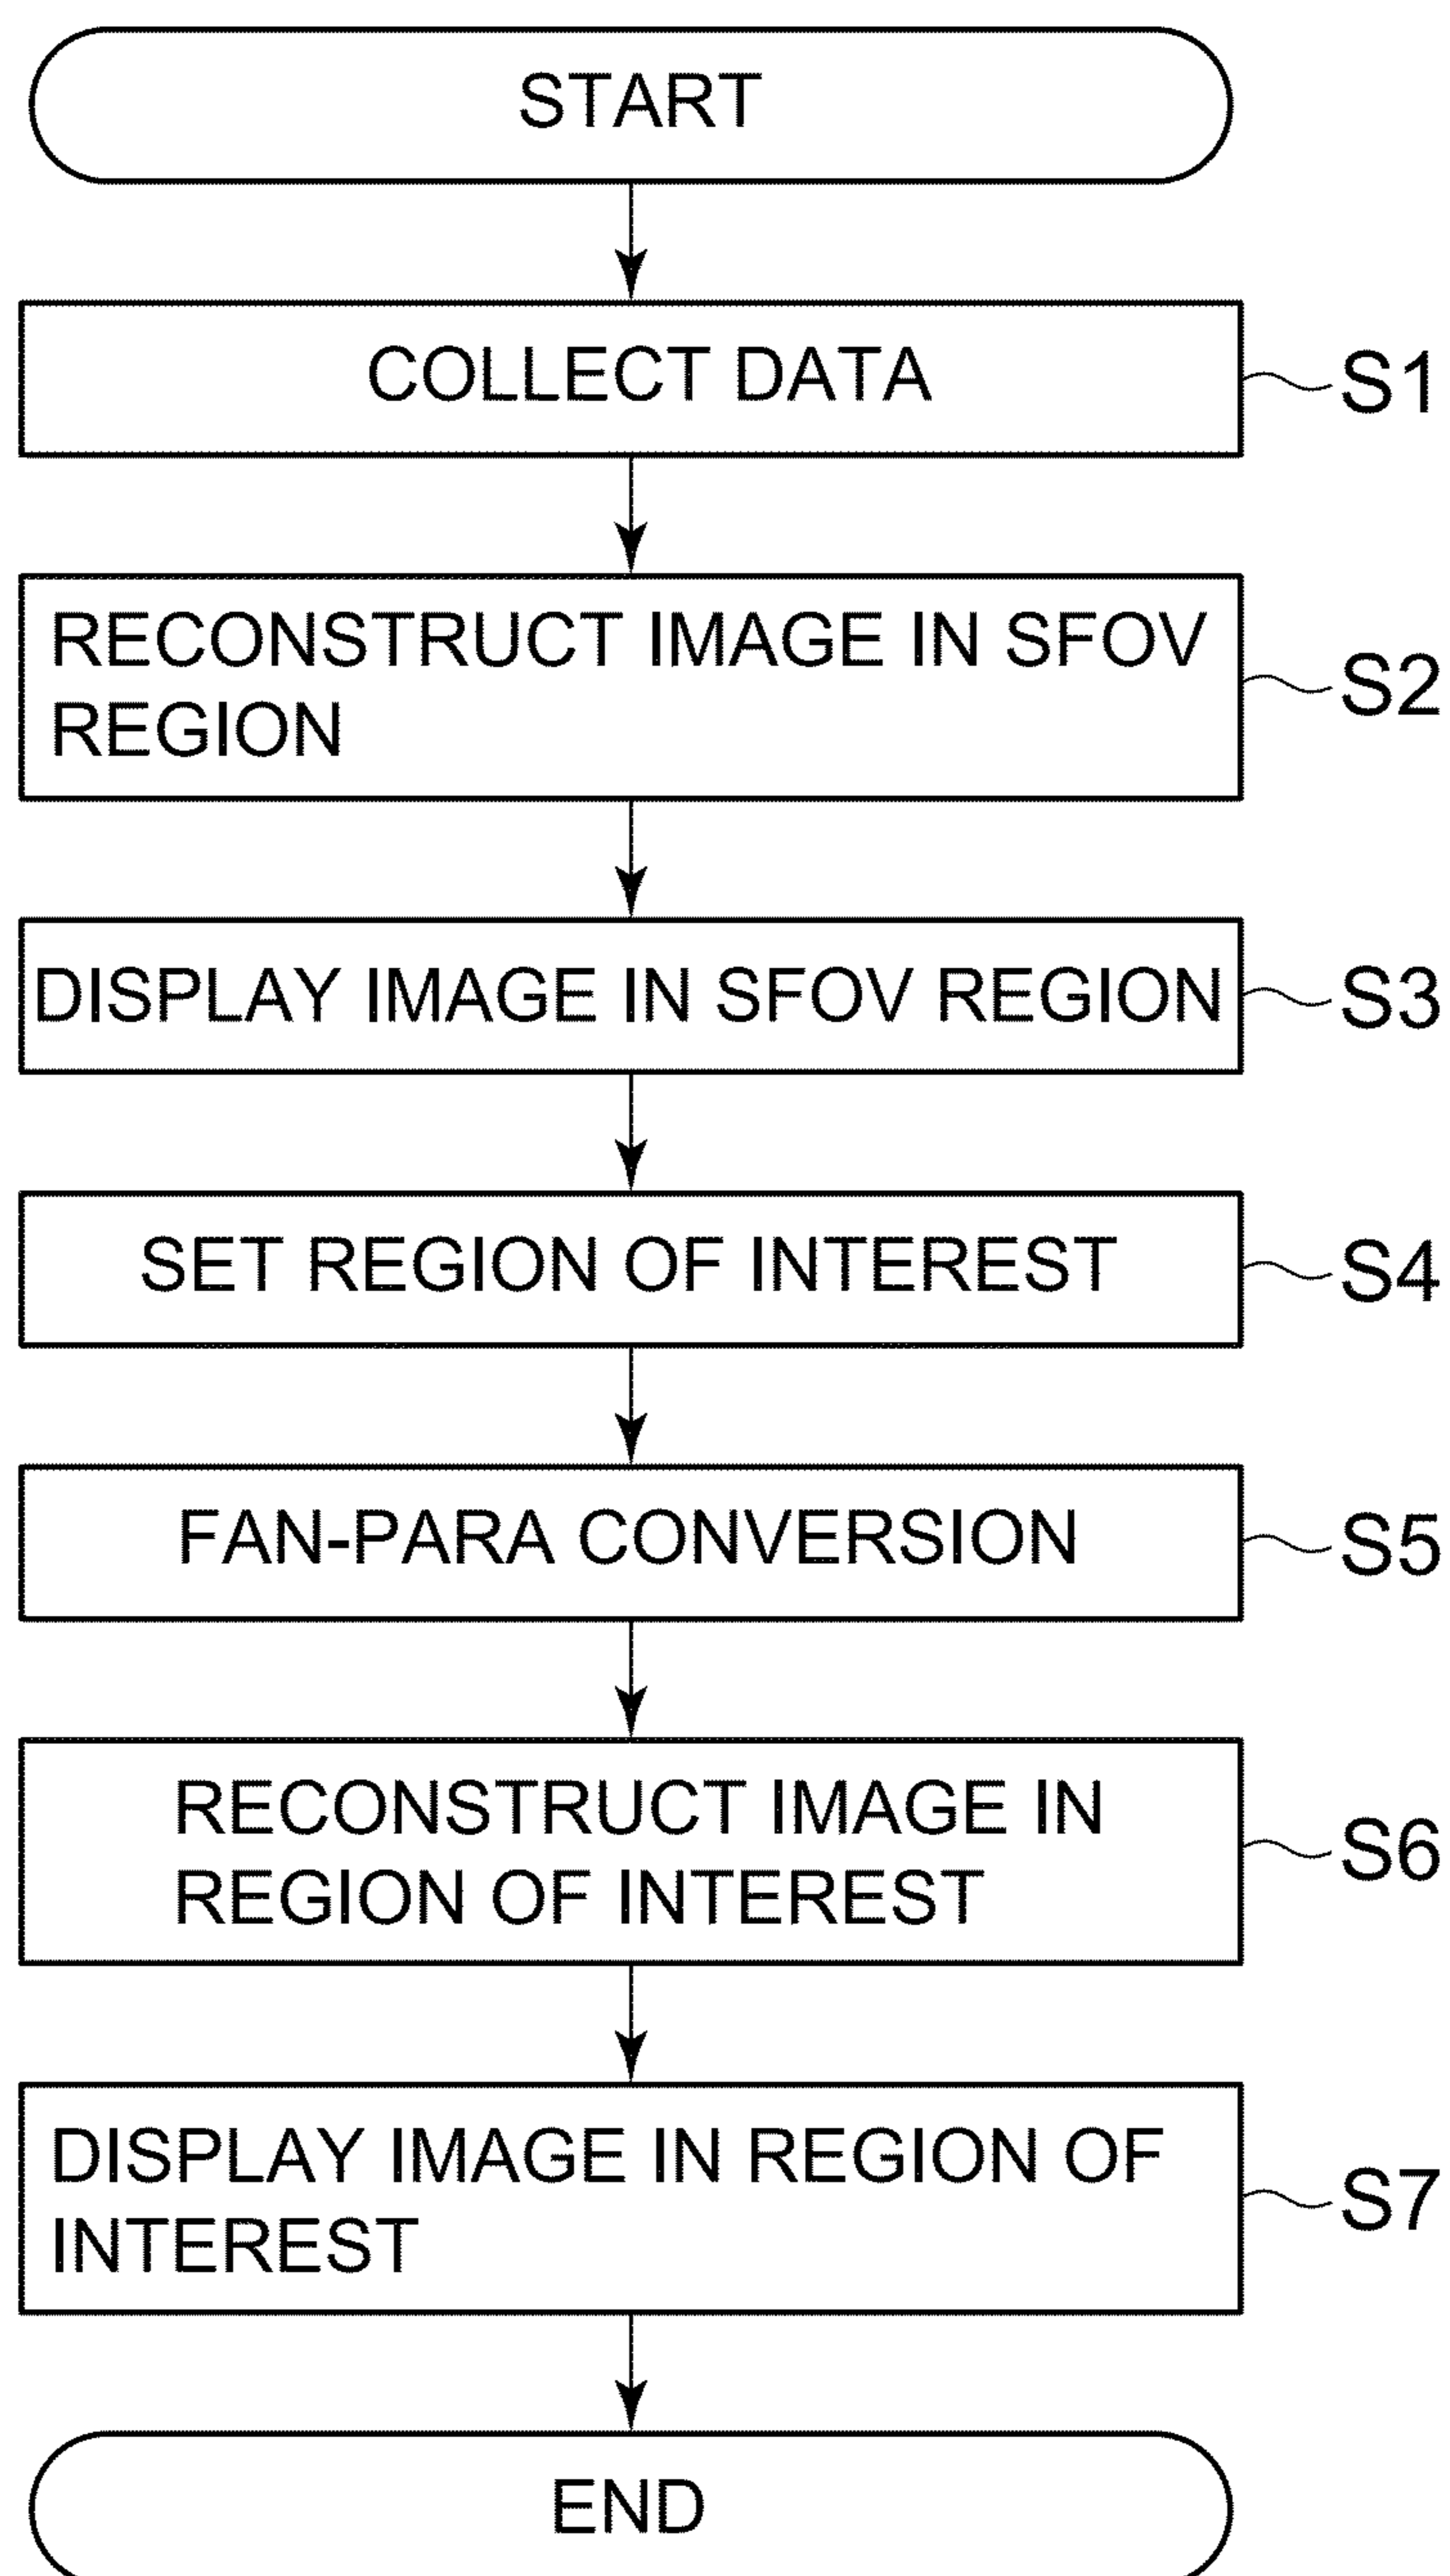 START
COLLECT DATA
S1
RECONSTRUCT IMAGE IN SFOV
REGION
S2
DISPLAY IMAGE IN SFOV REGION
S3
SET REGION OF INTEREST
S4
FAN-PARA CONVERSION
S5
RECONSTRUCT IMAGE IN
REGION OF INTEREST
S6
DISPLAY IMAGE IN REGION OF
INTEREST
S7
END